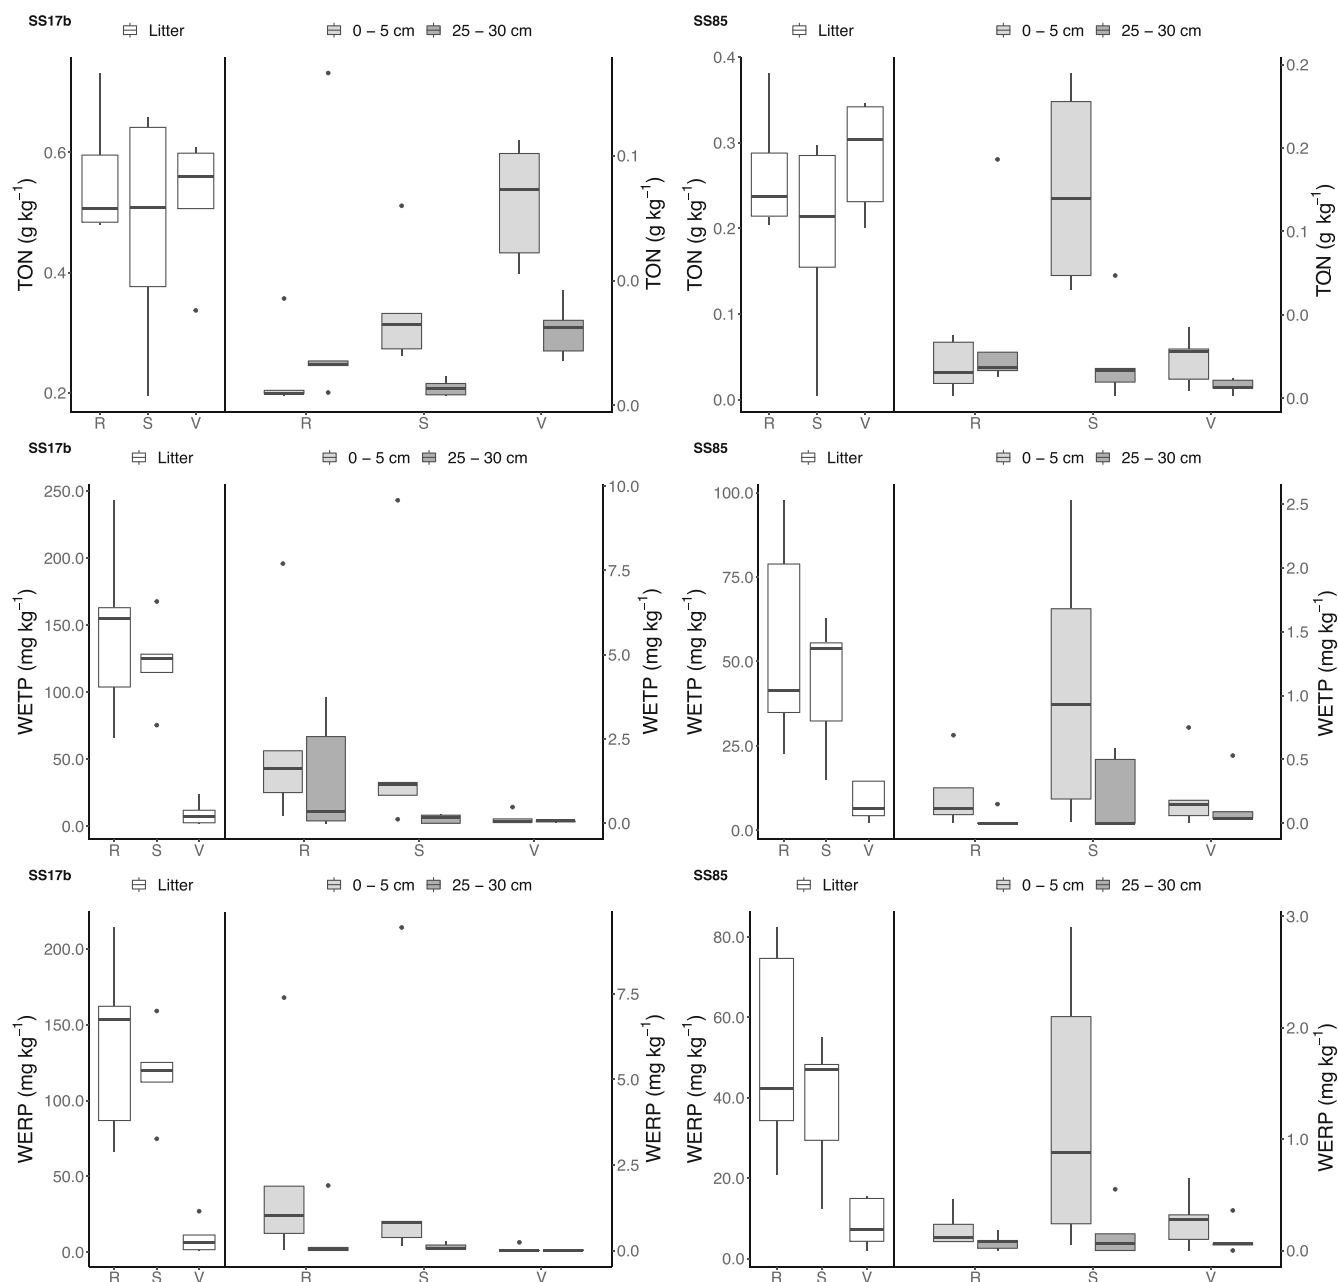 SS17b
Litter
0 – 5 cm 25 – 30 cm
TON (g kg⁻¹)
0.6
0.4
0.2
0.1
0.0
0.0
TON (g kg⁻¹)
R S V R S V
SS85
Litter
0 – 5 cm 25 – 30 cm
TON (g kg⁻¹)
0.4
0.3
0.2
0.1
0.0
0.2
0.2
0.1
0.0
0.0
TON (g kg⁻¹)
R S V R S V
SS17b
Litter
0 – 5 cm 25 – 30 cm
WETP (mg kg⁻¹)
250.0
200.0
150.0
100.0
50.0
0.0
10.0
7.5
5.0
2.5
0.0
WETP (mg kg⁻¹)
R S V R S V
SS85
Litter
0 – 5 cm 25 – 30 cm
WETP (mg kg⁻¹)
100.0
75.0
50.0
25.0
0.0
2.5
2.0
1.5
1.0
0.5
0.0
WETP (mg kg⁻¹)
R S V R S V
SS17b
Litter
0 – 5 cm 25 – 30 cm
WERP (mg kg⁻¹)
200.0
150.0
100.0
50.0
0.0
7.5
5.0
2.5
0.0
WERP (mg kg⁻¹)
R S V R S V
SS85
Litter
0 – 5 cm 25 – 30 cm
WERP (mg kg⁻¹)
80.0
60.0
40.0
20.0
0.0
3.0
2.0
1.0
0.0
WERP (mg kg⁻¹)
R S V R S V